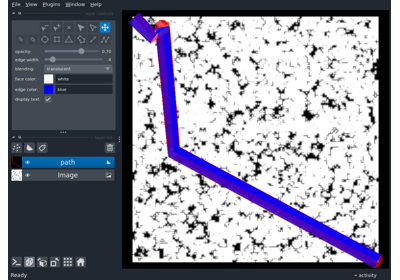 File View Plugins Window Help
opacity: 0.70
edge width: 4
blending: translucent
face color: white
edge color: blue
display text: ✓
path
Image
Ready
activity